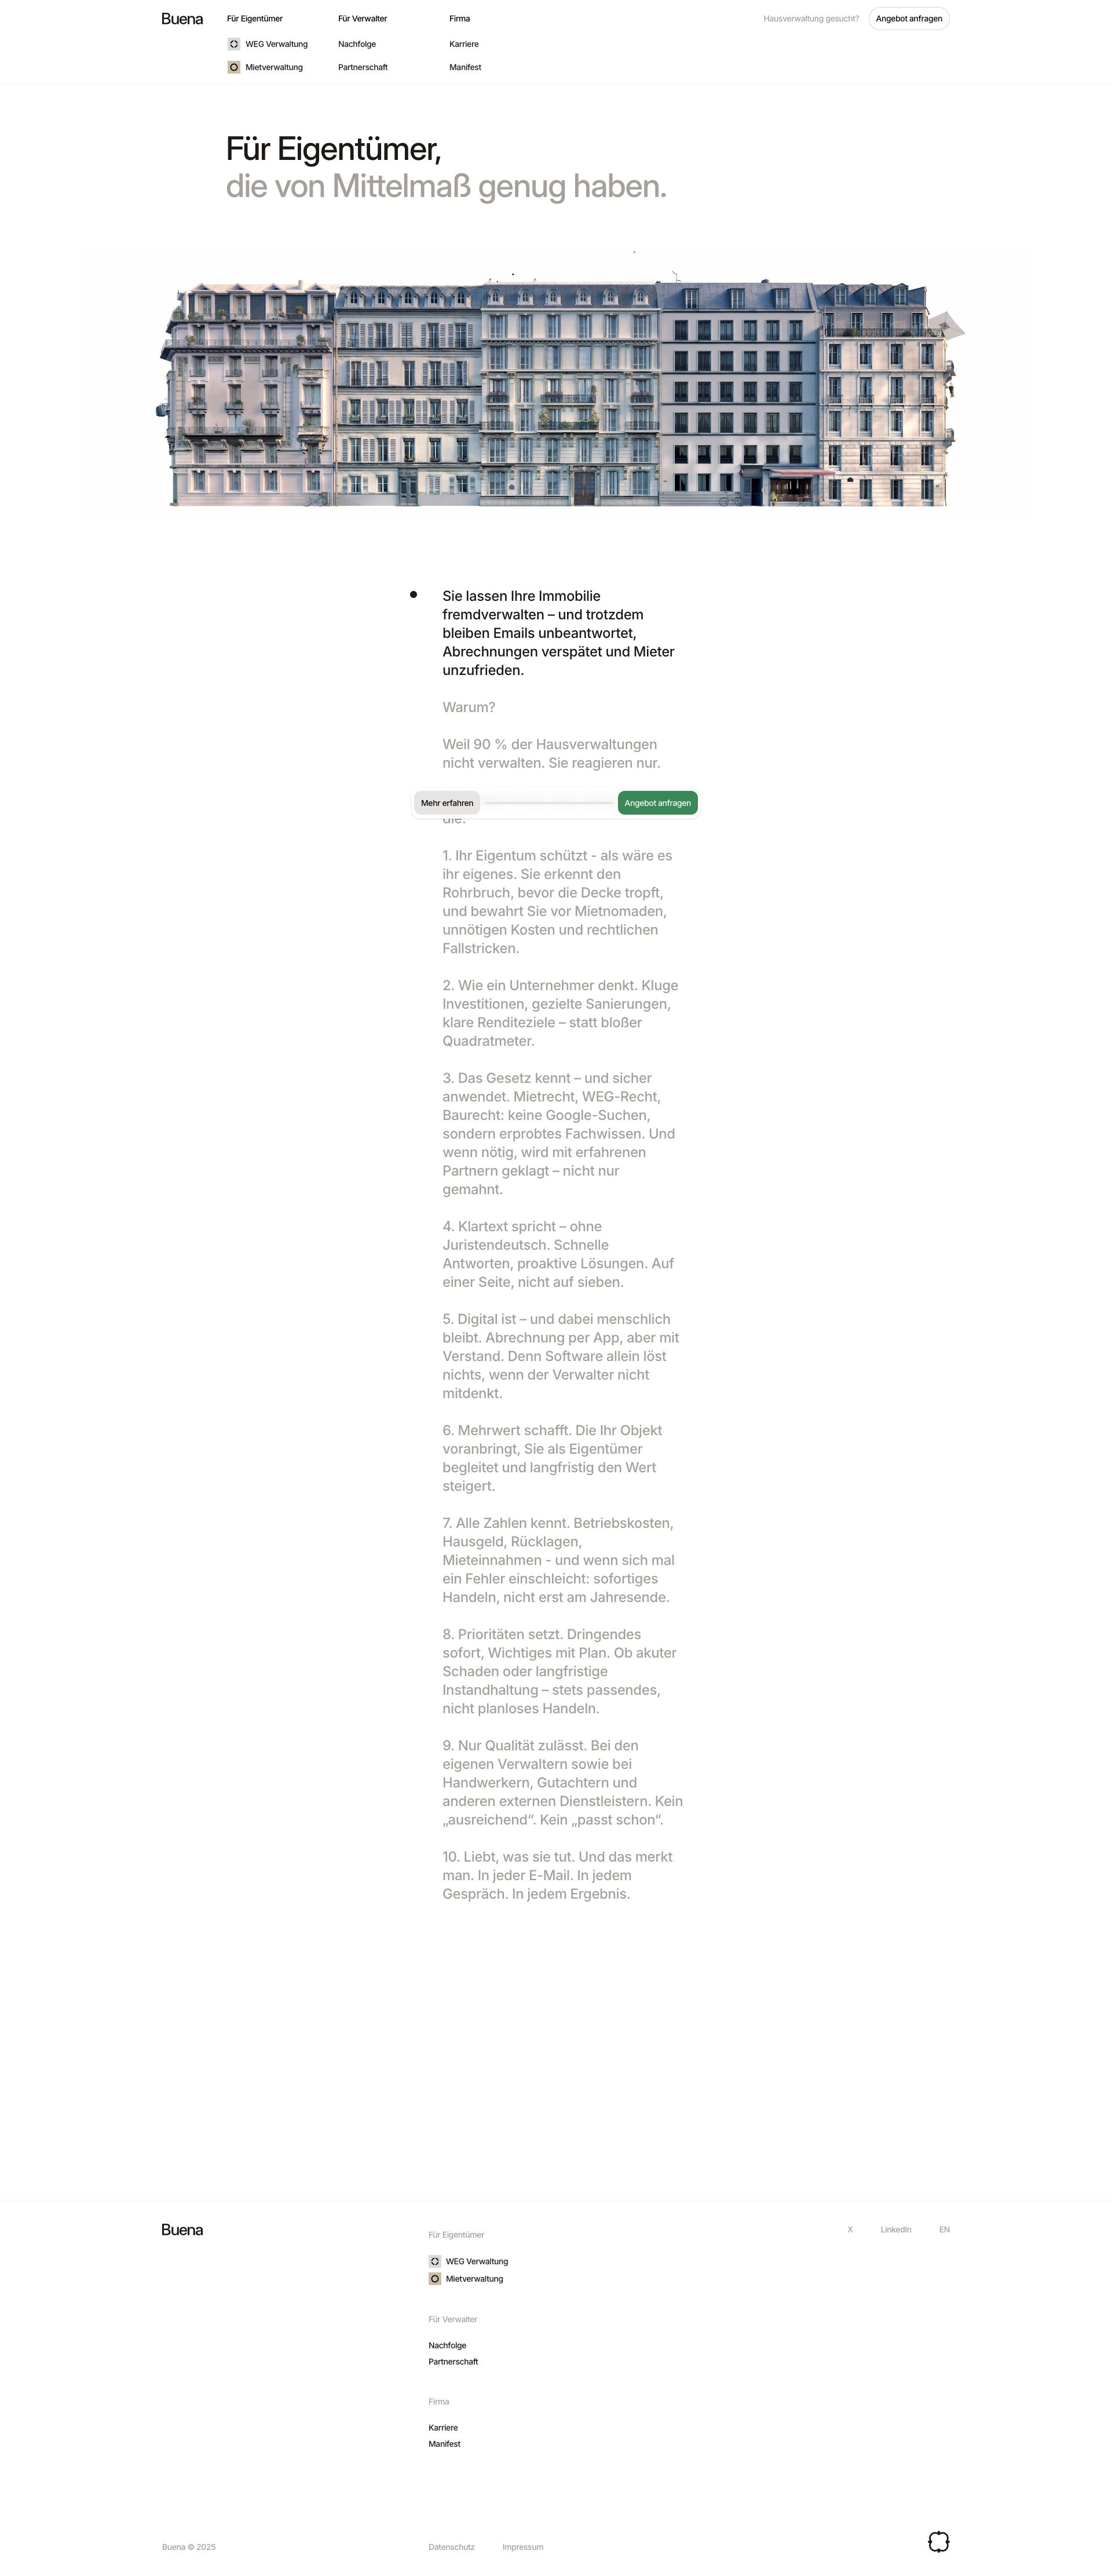 Buena
Für Eigentümer
Für Verwalter
Firma
Hausverwaltung gesucht?
Angebot anfragen
WEG Verwaltung
Nachfolge
Karriere
Mietverwaltung
Partnerschaft
Manifest
Für Eigentümer,
die von Mittelmaß genug haben.
Sie lassen Ihre Immobilie
fremdverwalten – und trotzdem
bleiben Emails unbeantwortet,
Abrechnungen verspätet und Mieter
unzufrieden.
Warum?
Weil 90 % der Hausverwaltungen
nicht verwalten. Sie reagieren nur.
Mehr erfahren
Angebot anfragen
die:
1. Ihr Eigentum schützt - als wäre es
ihr eigenes. Sie erkennt den
Rohrbruch, bevor die Decke tropft,
und bewahrt Sie vor Mietnomaden,
unnötigen Kosten und rechtlichen
Fallstricken.
2. Wie ein Unternehmer denkt. Kluge
Investitionen, gezielte Sanierungen,
klare Renditeziele – statt bloßer
Quadratmeter.
3. Das Gesetz kennt – und sicher
anwendet. Mietrecht, WEG-Recht,
Baurecht: keine Google-Suchen,
sondern erprobtes Fachwissen. Und
wenn nötig, wird mit erfahrenen
Partnern geklagt – nicht nur
gemahnt.
4. Klartext spricht – ohne
Juristendeutsch. Schnelle
Antworten, proaktive Lösungen. Auf
einer Seite, nicht auf sieben.
5. Digital ist – und dabei menschlich
bleibt. Abrechnung per App, aber mit
Verstand. Denn Software allein löst
nichts, wenn der Verwalter nicht
mitdenkt.
6. Mehrwert schafft. Die Ihr Objekt
voranbringt, Sie als Eigentümer
begleitet und langfristig den Wert
steigert.
7. Alle Zahlen kennt. Betriebskosten,
Hausgeld, Rücklagen,
Mieteinnahmen - und wenn sich mal
ein Fehler einschleicht: sofortiges
Handeln, nicht erst am Jahresende.
8. Prioritäten setzt. Dringendes
sofort, Wichtiges mit Plan. Ob akuter
Schaden oder langfristige
Instandhaltung – stets passendes,
nicht planloses Handeln.
9. Nur Qualität zulässt. Bei den
eigenen Verwaltern sowie bei
Handwerkern, Gutachtern und
anderen externen Dienstleistern. Kein
„ausreichend“. Kein „passt schon“.
10. Liebt, was sie tut. Und das merkt
man. In jeder E-Mail. In jedem
Gespräch. In jedem Ergebnis.
Buena
Für Eigentümer
X
LinkedIn
EN
WEG Verwaltung
Mietverwaltung
Für Verwalter
Nachfolge
Partnerschaft
Firma
Karriere
Manifest
Buena © 2025
Datenschutz
Impressum